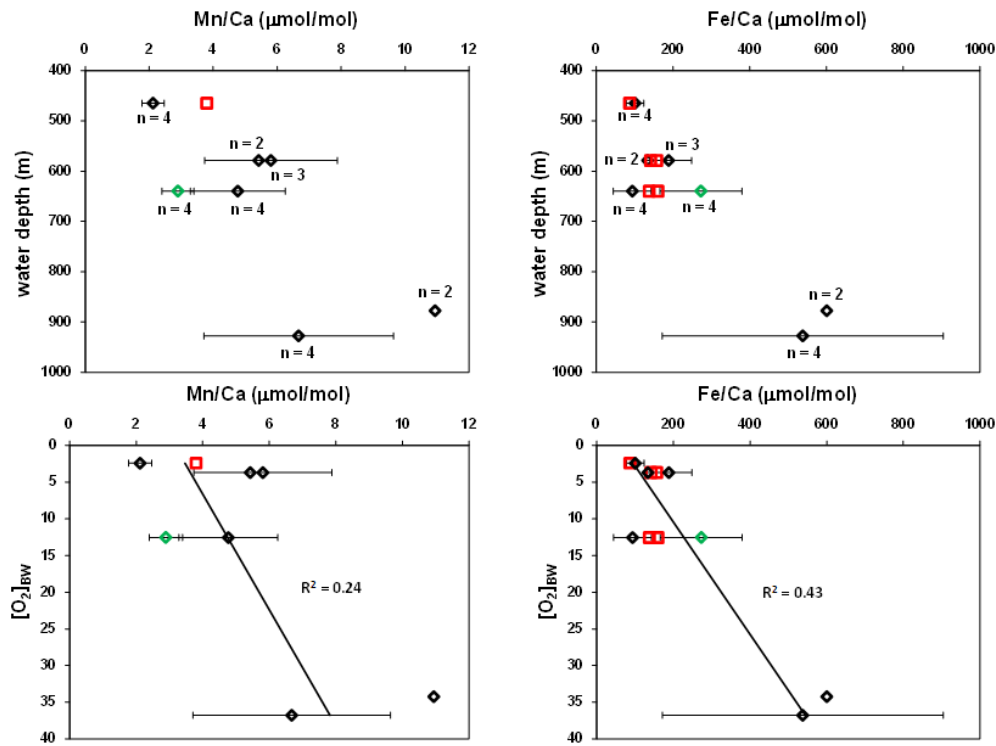 Mn/Ca (μmol/mol)
0 2 4 6 8 10 12
400
500
600
700
800
900
1000
water depth (m)
n = 4
n = 2
n = 3
n = 4
n = 4
n = 2
n = 4
Fe/Ca (μmol/mol)
0 200 400 600 800 1000
400
500
600
700
800
900
1000
water depth (m)
n = 4
n = 3
n = 2
n = 4
n = 4
n = 2
n = 4
Mn/Ca (μmol/mol)
0 2 4 6 8 10 12
0
5
10
15
20
25
30
35
40
[O₂]BW
R² = 0.24
Fe/Ca (μmol/mol)
0 200 400 600 800 1000
0
5
10
15
20
25
30
35
40
[O₂]BW
R² = 0.43